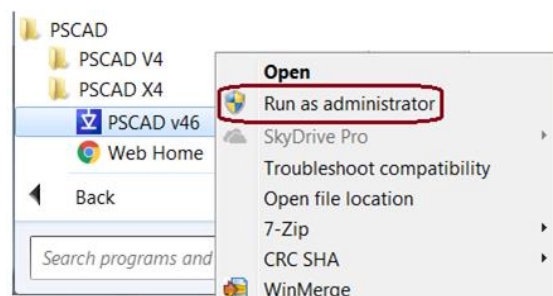 PSCAD
PSCAD V4
PSCAD X4
PSCAD v46
Web Home
Back
Search programs and
Open
Run as administrator
SkyDrive Pro
Troubleshoot compatibility
Open file location
7-Zip
CRC SHA
WinMerge